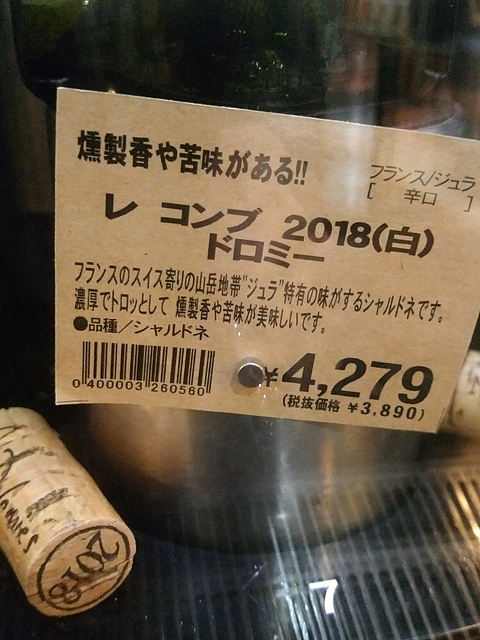 燻製香や苦味がある!!
フランス/ジュラ
[ 辛口 ]
レ コンブ 2018(白)
ドロミー
フランスのスイス寄りの山岳地帯"ジュラ"特有の味がするシャルドネです。
濃厚でトロッとして 燻製香や苦味が美味しいです。
●品種／シャルドネ
0 400003 260560
¥4,279
(税抜価格 ¥3,890)
2018
7